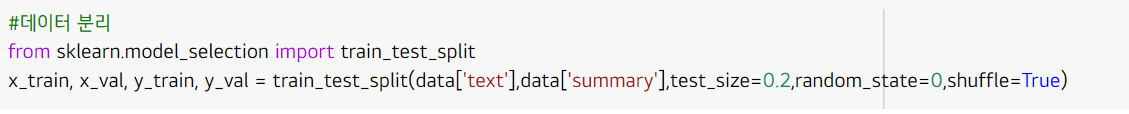 #데이터 분리
from sklearn.model_selection import train_test_split
x_train, x_val, y_train, y_val = train_test_split(data['text'],data['summary'],test_size=0.2,random_state=0,shuffle=True)